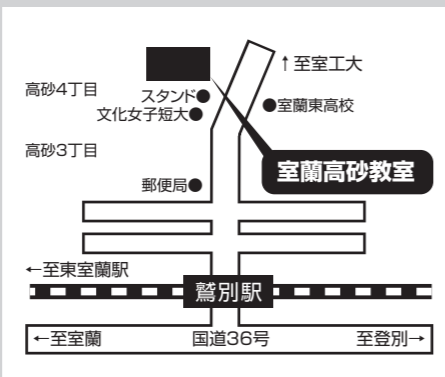 ↑至室工大
高砂4丁目
スタンド●
文化女子短大●
●室蘭東高校
高砂3丁目
室蘭高砂教室
郵便局●
←至東室蘭駅
鷲別駅
←至室蘭
国道36号
至登別→